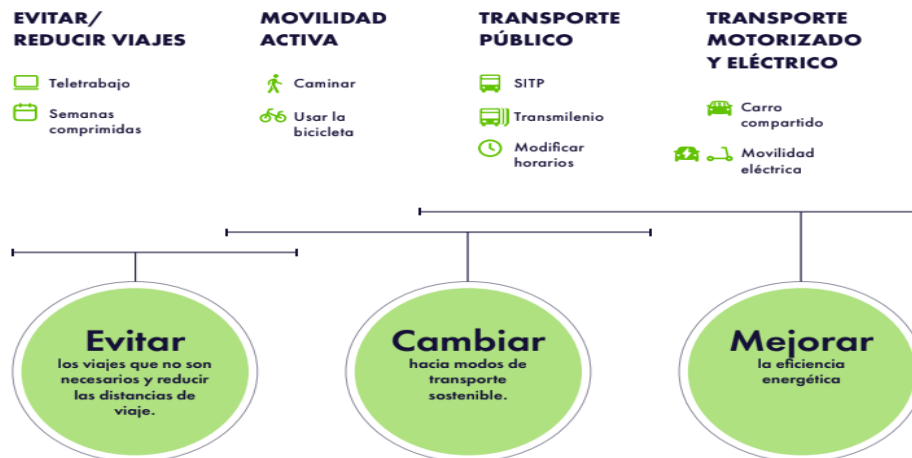 EVITAR/
REDUCIR VIAJES
Teletrabajo
Semanas
comprimidas
MOVILIDAD
ACTIVA
Caminar
Usar la
bicicleta
TRANSPORTE
PÚBLICO
SITP
Transmilenio
Modificar
horarios
TRANSPORTE
MOTORIZADO
Y ELÉCTRICO
Carro
compartido
Movilidad
eléctrica
Evitar
los viajes que no son
necesarios y reducir
las distancias de
viaje.
Cambiar
hacia modos de
transporte
sostenible.
Mejorar
la eficiencia
energética